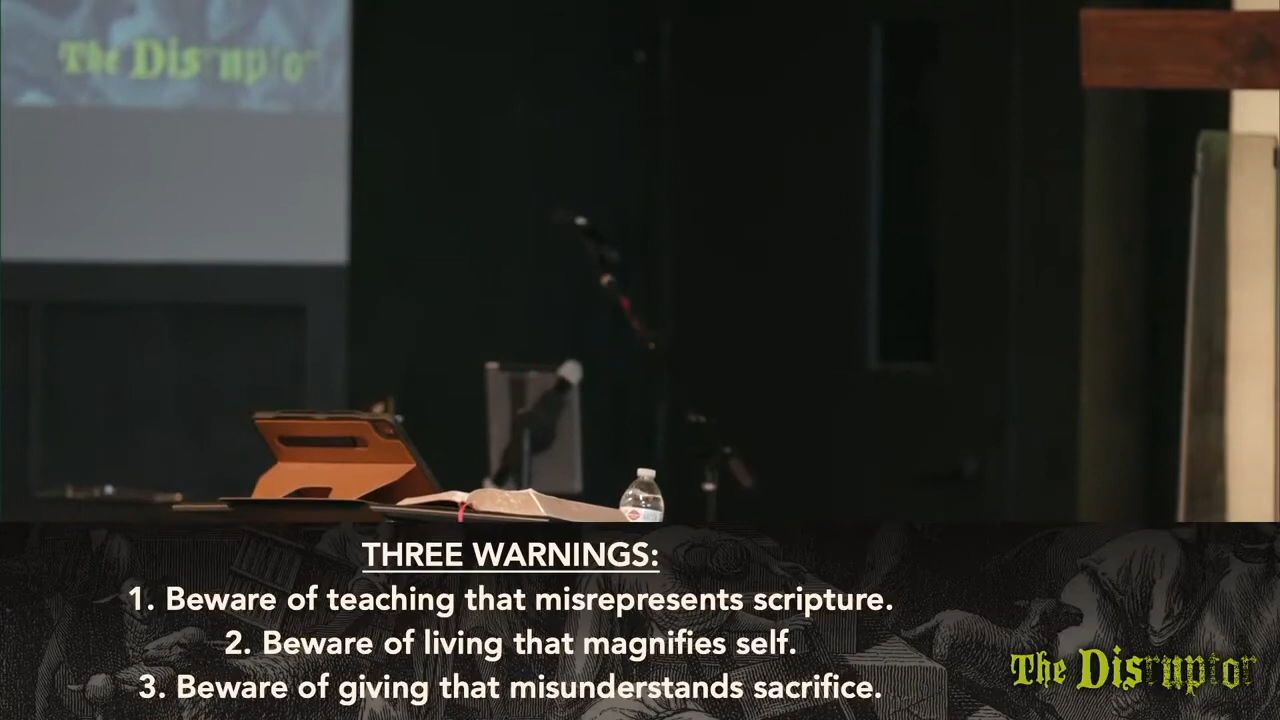 The Disruptor
THREE WARNINGS:
1. Beware of teaching that misrepresents scripture.
2. Beware of living that magnifies self.
3. Beware of giving that misunderstands sacrifice.
The Disruptor